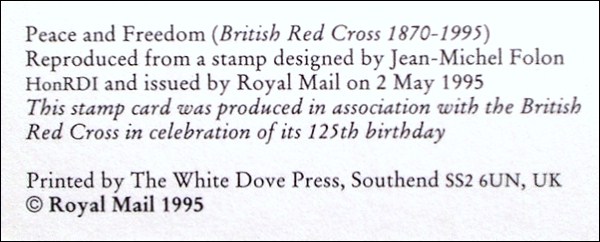 Peace and Freedom (British Red Cross 1870-1995)
Reproduced from a stamp designed by Jean-Michel Folon
HonRDI and issued by Royal Mail on 2 May 1995
This stamp card was produced in association with the British
Red Cross in celebration of its 125th birthday
Printed by The White Dove Press, Southend SS2 6UN, UK
© Royal Mail 1995